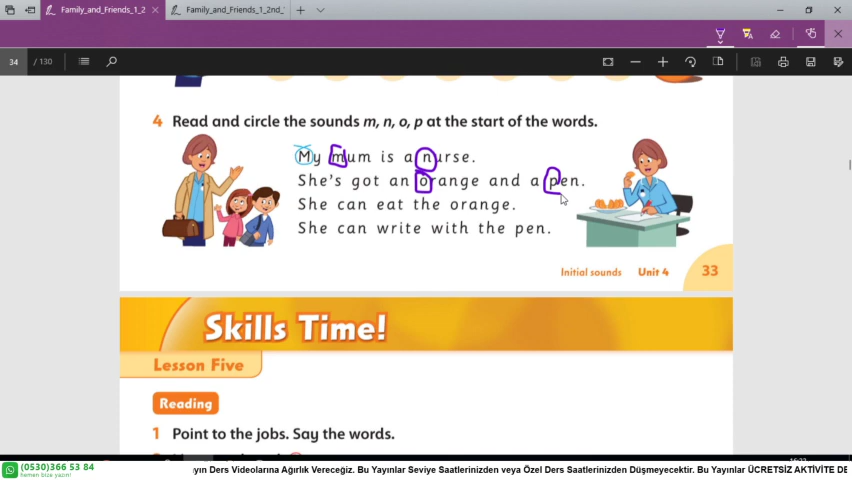 Family_and_Friends_1_2
Family_and_Friends_1_2nd_
34 / 130
4 Read and circle the sounds m, n, o, p at the start of the words.
My mum is a nurse.
She's got an orange and a pen.
She can eat the orange.
She can write with the pen.
Initial sounds Unit 4 33
Skills Time!
Lesson Five
Reading
1 Point to the jobs. Say the words.
(0530)366 53 84
hemen bize yazın!
yın Ders Videolarına Ağırlık Vereceğiz. Bu Yayınlar Seviye Saatlerinizden veya Özel Ders Saatlerinizden Düşmeyecektir. Bu Yayınlar ÜCRETSİZ AKTİVİTE DE